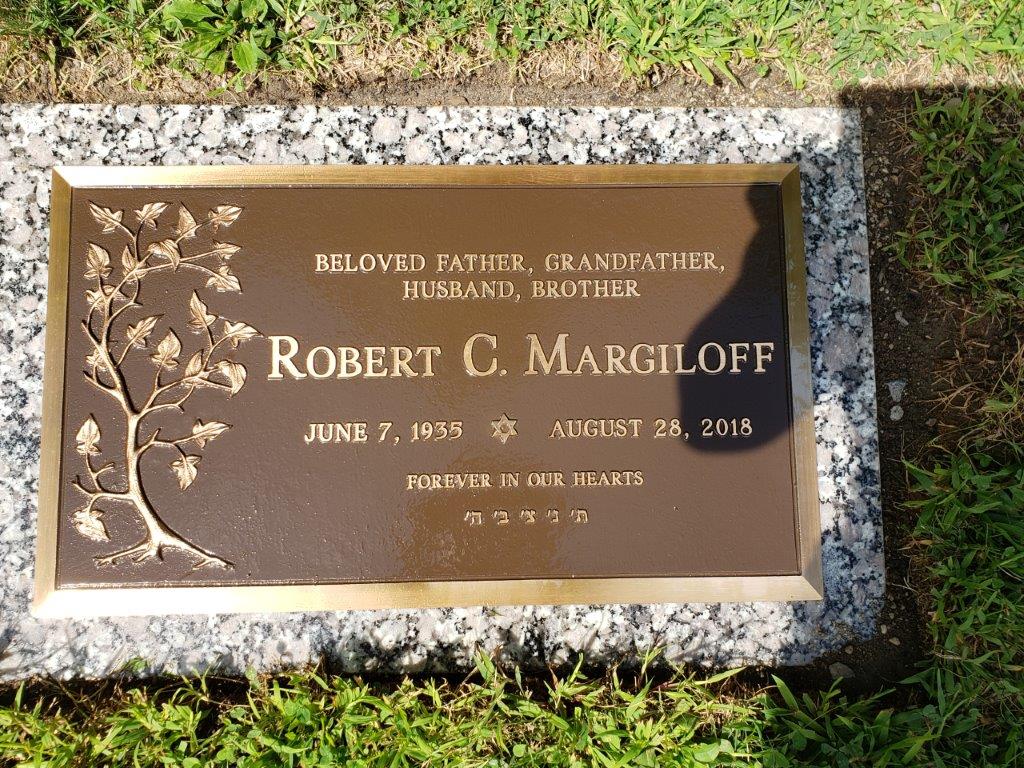 BELOVED FATHER, GRANDFATHER,
HUSBAND, BROTHER
ROBERT C. MARGILOFF
JUNE 7, 1935 ✡ AUGUST 28, 2018
FOREVER IN OUR HEARTS
ת' נ' צ' ב' ה'